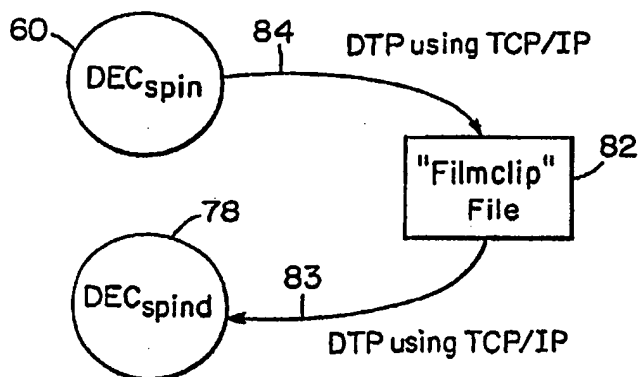 60
84
DTP using TCP/IP
DECspin
"Filmclip"
File
82
78
DECspind
83
DTP using TCP/IP